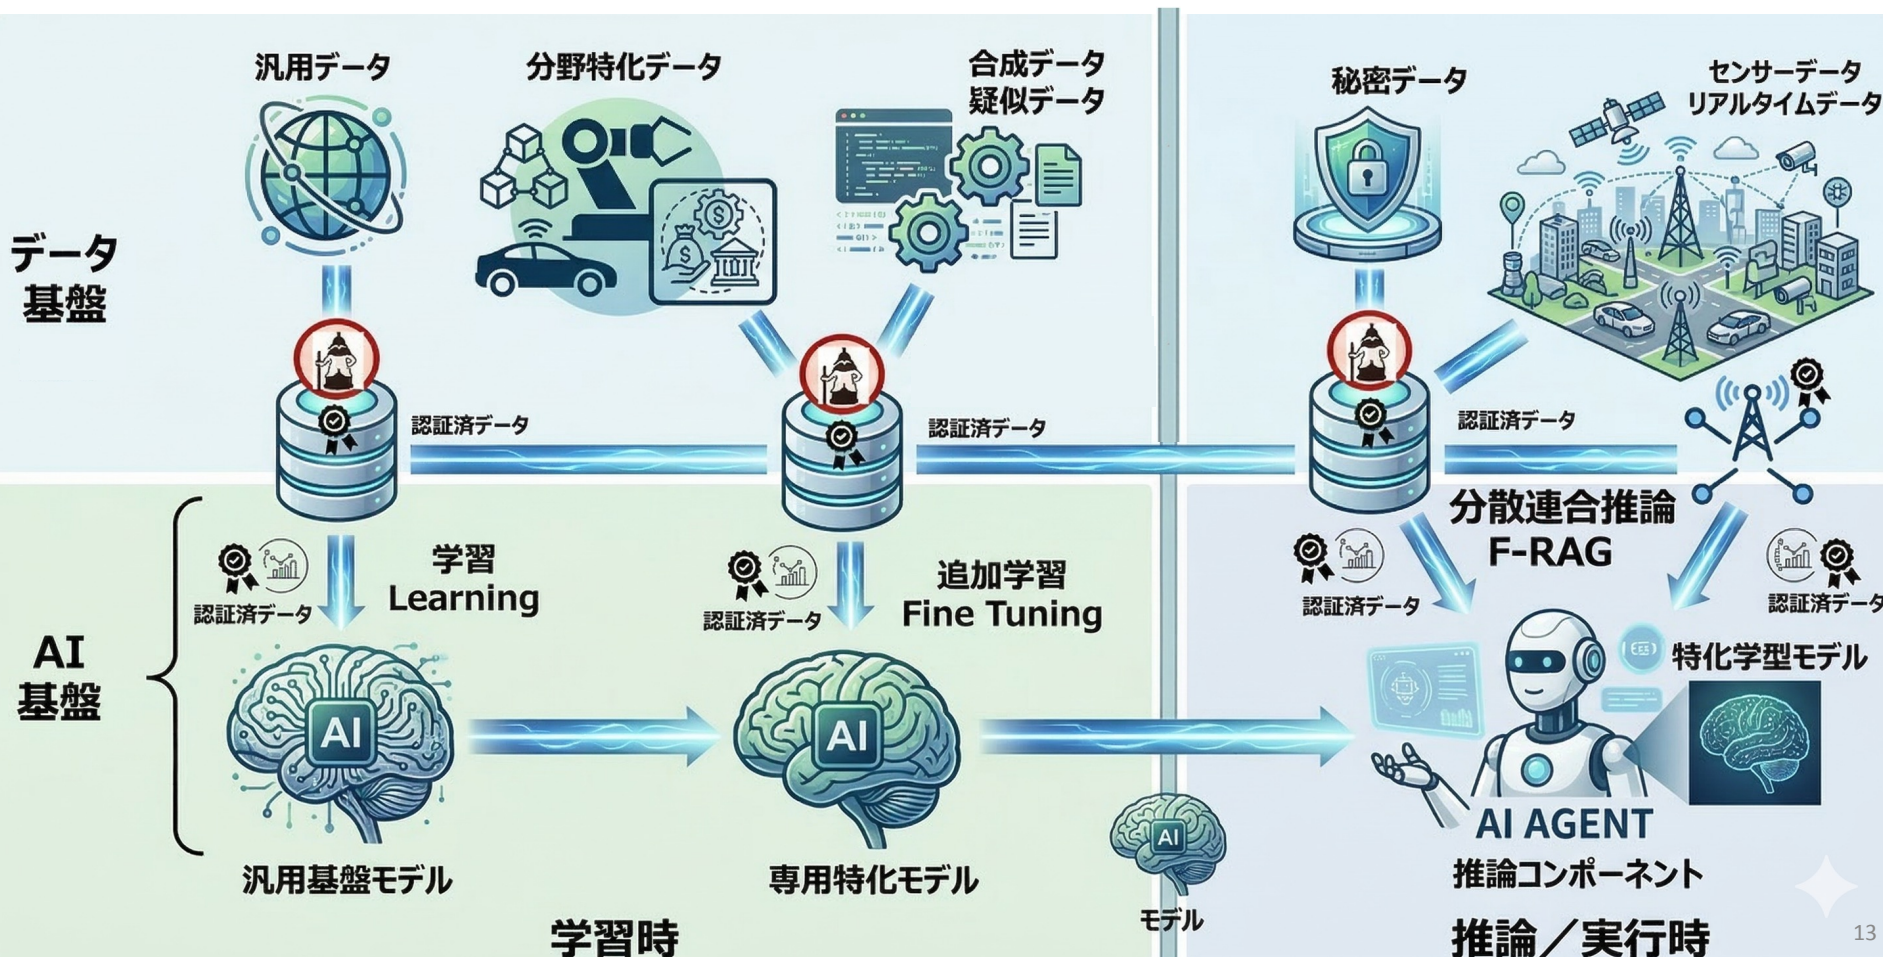 汎用データ
分野特化データ
合成データ
疑似データ
秘密データ
センサーデータ
リアルタイムデータ
データ
基盤
認証済データ
認証済データ
認証済データ
分散連合推論
F-RAG
学習
Learning
認証済データ
追加学習
Fine Tuning
認証済データ
認証済データ
認証済データ
AI
基盤
AI
AI
特化学型モデル
AI AGENT
推論コンポーネント
汎用基盤モデル
専用特化モデル
AI
モデル
学習時
推論／実行時
13